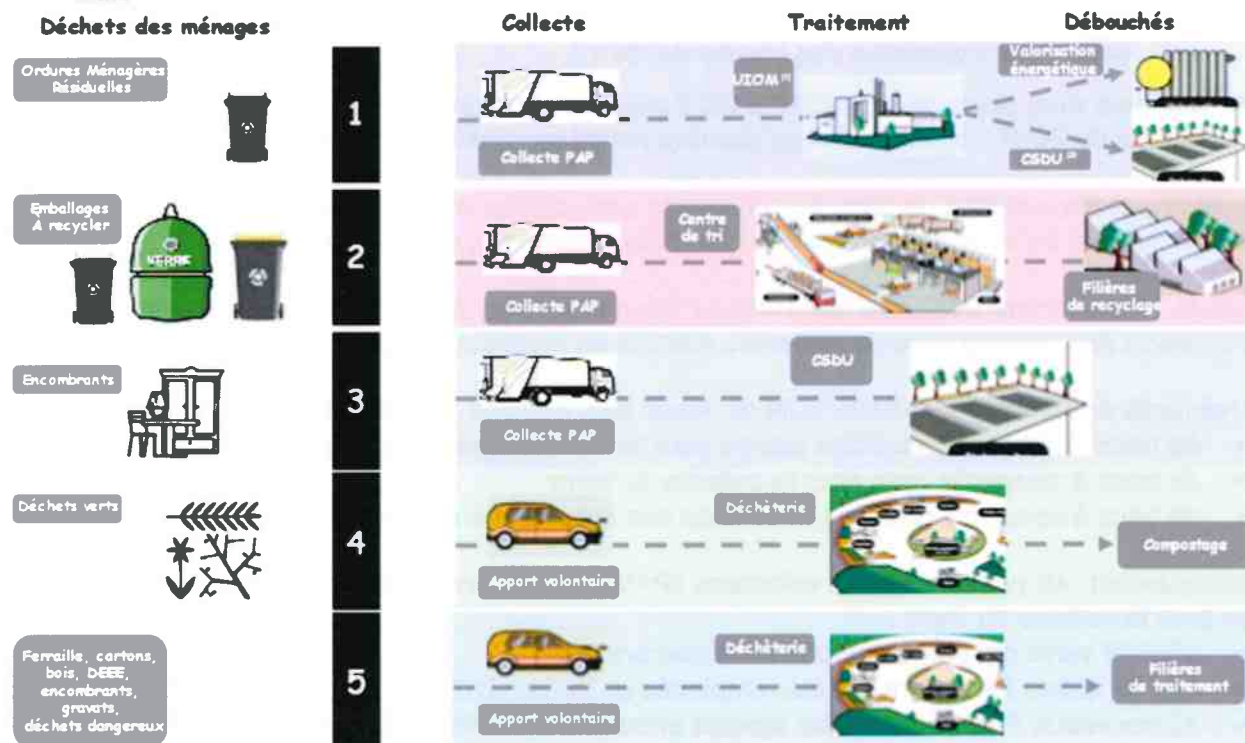 Déchets des ménages
Collecte
Traitement
Débouchés
Ordures Ménagères
Résiduelles
1
Collecte PAP
UIOM
Valorisation
énergétique
CSDU
Emballages
A recycler
VERRE
2
Collecte PAP
Centre
de tri
Filières
de recyclage
Encombrants
3
Collecte PAP
CSDU
Déchets verts
4
Apport volontaire
Déchèterie
Compostage
Ferraille, cartons,
bois, DEEE,
encombrants,
gravats,
déchets dangereux
5
Apport volontaire
Déchèterie
Filières
de traitement